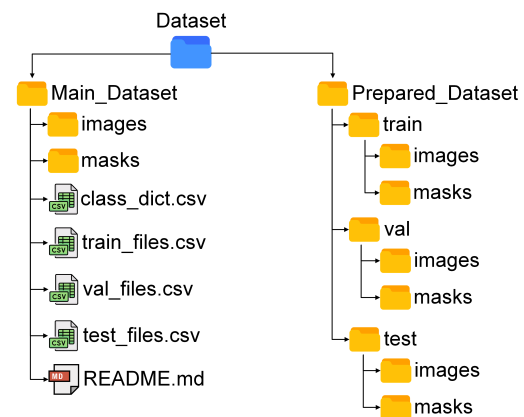 Dataset
Main_Dataset
images
masks
CSV class_dict.csv
CSV train_files.csv
CSV val_files.csv
CSV test_files.csv
MD README.md
Prepared_Dataset
train
images
masks
val
images
masks
test
images
masks